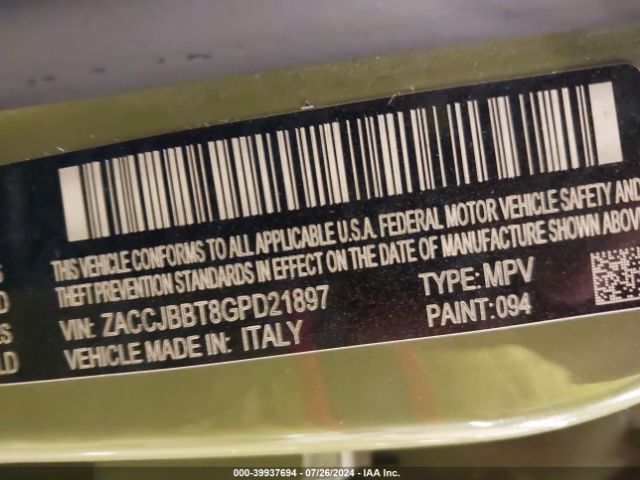 THIS VEHICLE CONFORMS TO ALL APPLICABLE U.S.A. FEDERAL MOTOR VEHICLE SAFETY AND
THEFT PREVENTION STANDARDS IN EFFECT ON THE DATE OF MANUFACTURE SHOWN ABOVE
VIN: ZACCJBBT8GPD21897 TYPE: MPV
VEHICLE MADE IN: ITALY PAINT: 094
000-39937694 | 07/26/2024 | IAA Inc.